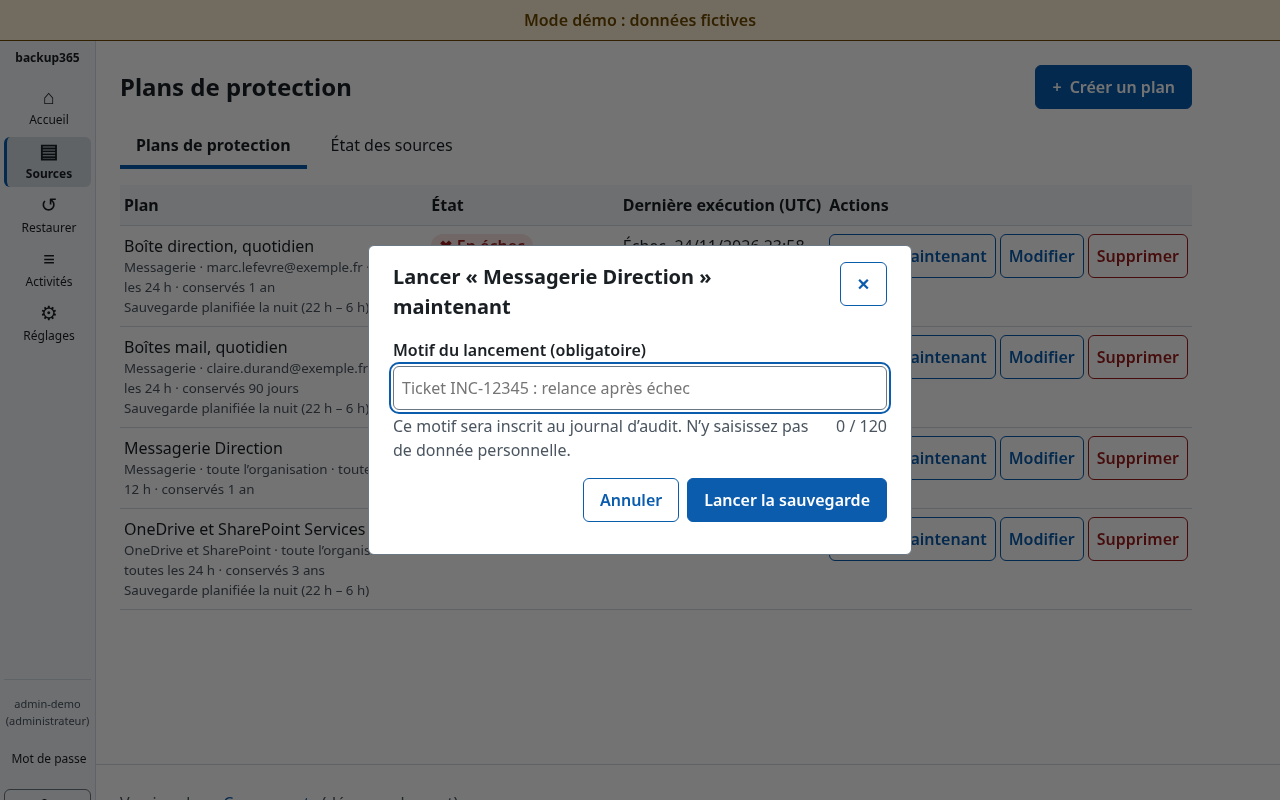 Mode démo : données fictives
backup365
Accueil
Sources
Restaurer
Activités
Réglages
admin-demo
(administrateur)
Mot de passe
Plans de protection
+ Créer un plan
Plans de protection
État des sources
Plan État Dernière exécution (UTC) Actions
Boîte direction, quotidien
Messagerie · marc.lefevre@exemple.fr ·
les 24 h · conservés 1 an
Sauvegarde planifiée la nuit (22 h – 6 h)
Modifier Supprimer
Boîtes mail, quotidien
Messagerie · claire.durand@exemple.fr
les 24 h · conservés 90 jours
Sauvegarde planifiée la nuit (22 h – 6 h)
Modifier Supprimer
Messagerie Direction
Messagerie · toute l’organisation · toute
12 h · conservés 1 an
Modifier Supprimer
OneDrive et SharePoint Services
OneDrive et SharePoint · toute l’organis
toutes les 24 h · conservés 3 ans
Sauvegarde planifiée la nuit (22 h – 6 h)
Modifier Supprimer
Lancer « Messagerie Direction »
maintenant
×
Motif du lancement (obligatoire)
Ticket INC-12345 : relance après échec
Ce motif sera inscrit au journal d’audit. N’y saisissez pas
de donnée personnelle.
0 / 120
Annuler
Lancer la sauvegarde